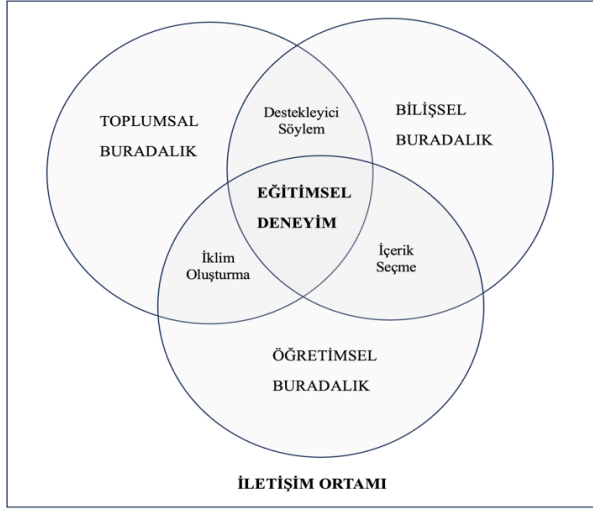 TOPLUMSAL
BURADALIK
Destekleyici
Söylem
BİLİŞSEL
BURADALIK
EĞİTİMSEL
DENEYİM
İklim
Oluşturma
İçerik
Seçme
ÖĞRETİMSEL
BURADALIK
İLETİŞİM ORTAMI